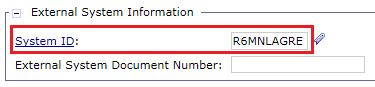 External System Information
System ID: R6MNLAGRE
External System Document Number: